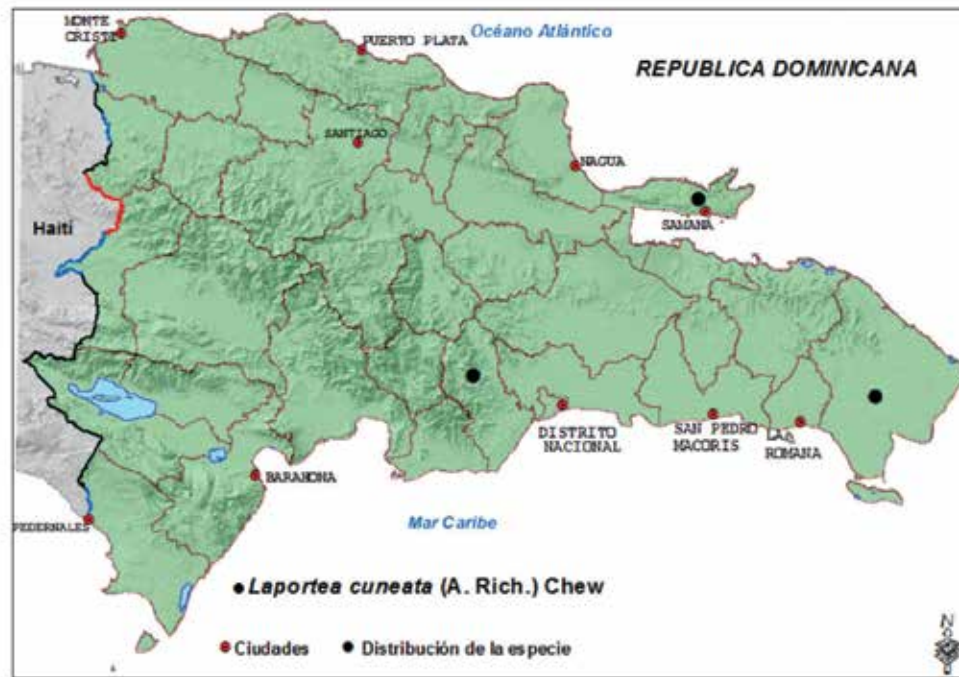 MONTE
CRISTI
PUERTO PLATA
Océano Atlántico
REPUBLICA DOMINICANA
SANTIAGO
NAGUA
Haití
SAMANA
DISTRITO
NACIONAL
SAN PEDRO
MACORIS
LA
ROMANA
BARAHONA
PEDERNALES
Mar Caribe
Laportea cuneata (A. Rich.) Chew
Ciudades
Distribución de la especie
N